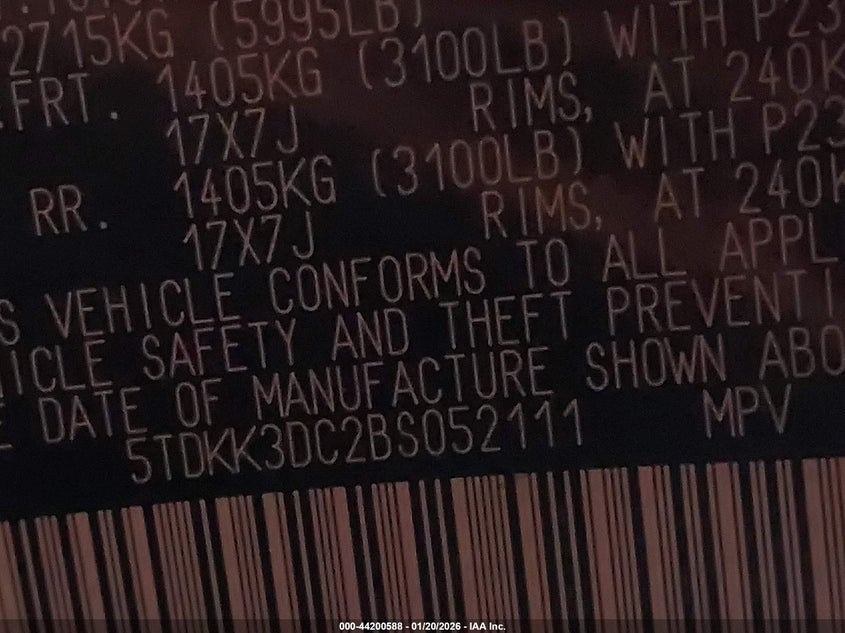 2715KG (5995LB)
FRT. 1405KG (3100LB) WITH P23
17X7J RIMS, AT 240K
RR. 1405KG (3100LB) WITH P23
17X7J RIMS, AT 240K
S VEHICLE CONFORMS TO ALL APPL
ICLE SAFETY AND THEFT PREVENTI
E DATE OF MANUFACTURE SHOWN ABO
5TDKK3DC2BS052111 MPV
000-44200588 - 01/20/2026 - IAA Inc.